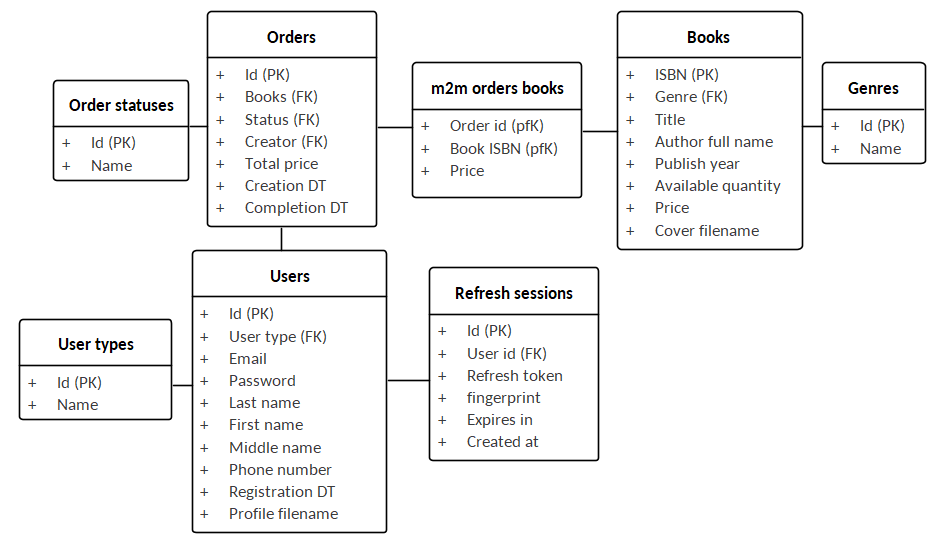 Orders
+ Id (PK)
+ Books (FK)
+ Status (FK)
+ Creator (FK)
+ Total price
+ Creation DT
+ Completion DT
Books
+ ISBN (PK)
+ Genre (FK)
+ Title
+ Author full name
+ Publish year
+ Available quantity
+ Price
+ Cover filename
Order statuses
+ Id (PK)
+ Name
m2m orders books
+ Order id (pfK)
+ Book ISBN (pfK)
+ Price
Genres
+ Id (PK)
+ Name
Users
+ Id (PK)
+ User type (FK)
+ Email
+ Password
+ Last name
+ First name
+ Middle name
+ Phone number
+ Registration DT
+ Profile filename
Refresh sessions
+ Id (PK)
+ User id (FK)
+ Refresh token
+ fingerprint
+ Expires in
+ Created at
User types
+ Id (PK)
+ Name